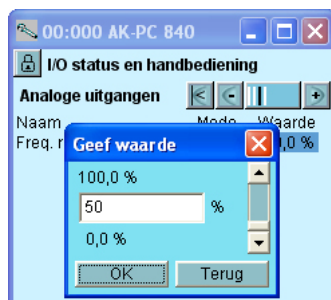 00:000 AK-PC 840
I/O status en handbediening
Analoge uitgangen
Naam Mode Waarde
Freq. 0,0 %
Geef waarde
100,0 %
50 %
0,0 %
OK Terug